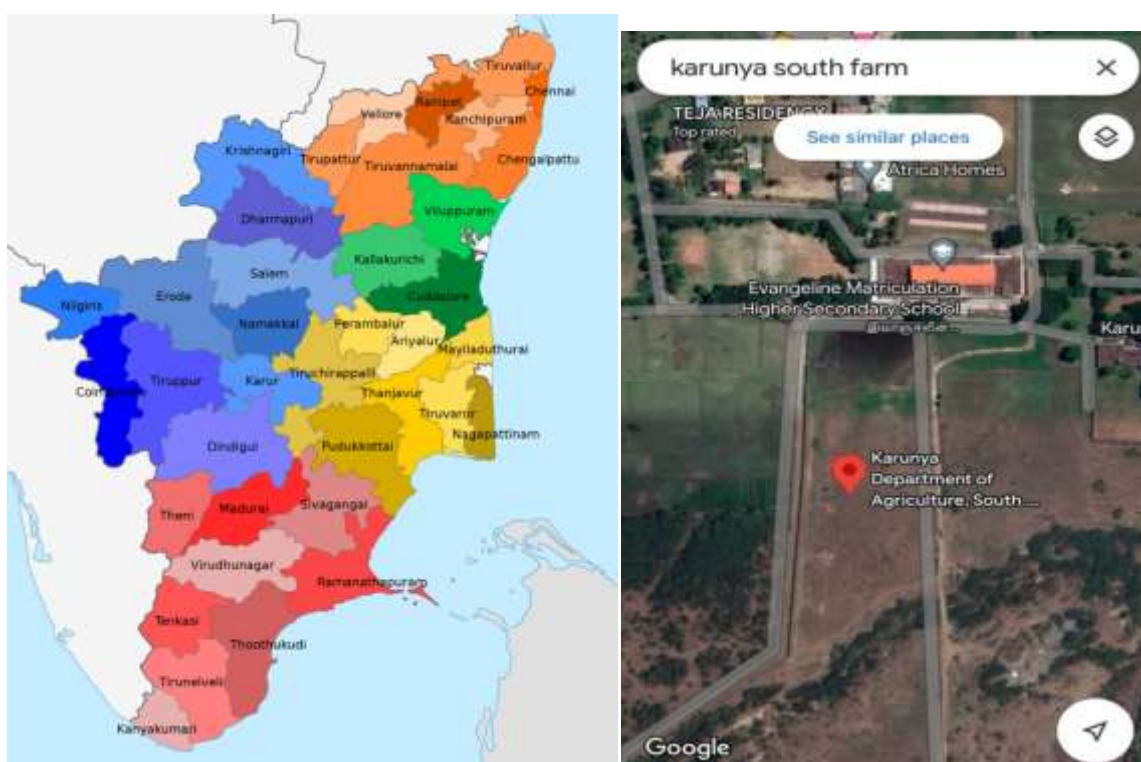 Tiruvallur
Chennai
Ranipet
Vellore
Kanchipuram
Krishnagiri
Tirupattur
Tiruvannamalai
Chengalpattu
Dharmapuri
Viluppuram
Salem
Kallakurichi
Nilgiris
Erode
Cuddalore
Namakkal
Perambalur
Ariyalur
Mayiladuthurai
Tiruchirappalli
Tiruppur
Karur
Thanjavur
Tiruvarur
Nagapattinam
Dindigul
Pudukkottai
Theni
Madurai
Sivagangai
Virudhunagar
Ramanathapuram
Tenkasi
Thoothukudi
Tirunelveli
Kanyakumari
karunya south farm
TEJA RESIDENCY
Top rated
See similar places
Atrica Homes
Evangeline Matriculation
Higher Secondary School
Karu
Karunya
Department of
Agriculture, South ...
Google